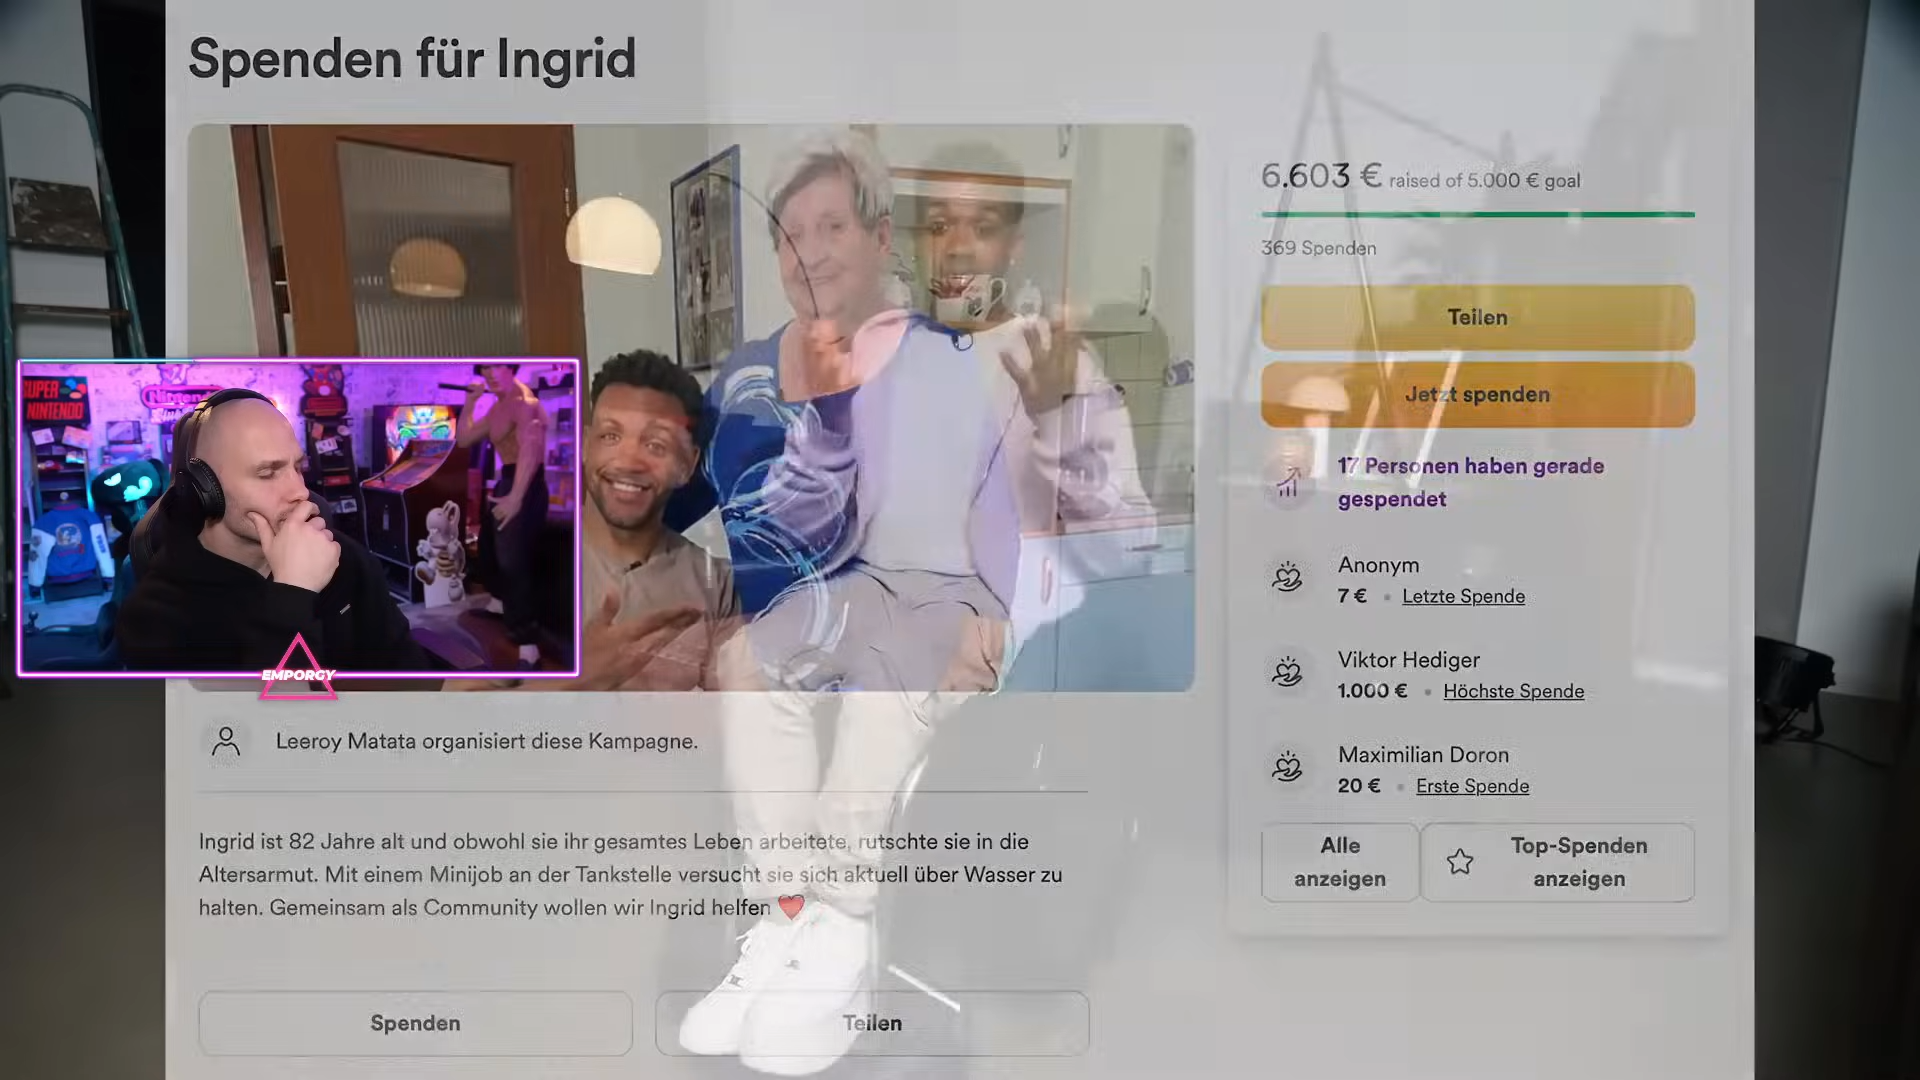 Spenden für Ingrid
6.603 € raised of 5.000 € goal
369 Spenden
Teilen
Jetzt spenden
17 Personen haben gerade
gespendet
Anonym
7 € • Letzte Spende
Viktor Hediger
1.000 € • Höchste Spende
Maximilian Doron
20 € • Erste Spende
Alle
anzeigen
Top-Spenden
anzeigen
SUPER
NINTENDO
EMPORGY
Leeroy Matata organisiert diese Kampagne.
Ingrid ist 82 Jahre alt und obwohl sie ihr gesamtes Leben arbeitete, rutschte sie in die
Altersarmut. Mit einem Minijob an der Tankstelle versucht sie sich aktuell über Wasser zu
halten. Gemeinsam als Community wollen wir Ingrid helfen ❤️
Spenden
Teilen